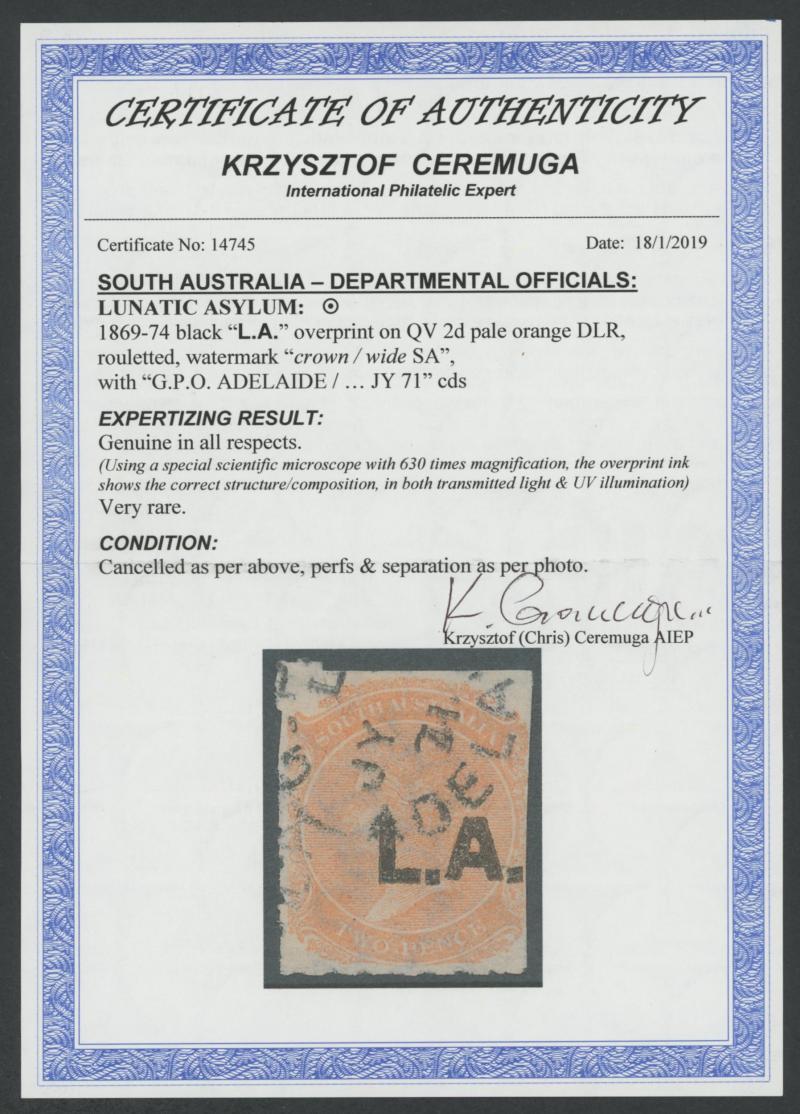 CERTIFICATE OF AUTHENTICITY
KRZYSZTOF CEREMUGA
International Philatelic Expert
Certificate No: 14745
Date: 18/1/2019
SOUTH AUSTRALIA – DEPARTMENTAL OFFICIALS:
LUNATIC ASYLUM: ☉
1869-74 black “L.A.” overprint on QV 2d pale orange DLR,
rouletted, watermark “crown / wide SA”,
with “G.P.O. ADELAIDE / … JY 71” cds
EXPERTIZING RESULT:
Genuine in all respects.
(Using a special scientific microscope with 630 times magnification, the overprint ink
shows the correct structure/composition, in both transmitted light & UV illumination)
Very rare.
CONDITION:
Cancelled as per above, perfs & separation as per photo.
K. Ceremuga
Krzysztof (Chris) Ceremuga AIEP
SOUTH AUSTRALIA
JY
71
ADELA
L.A.
TWO PENCE